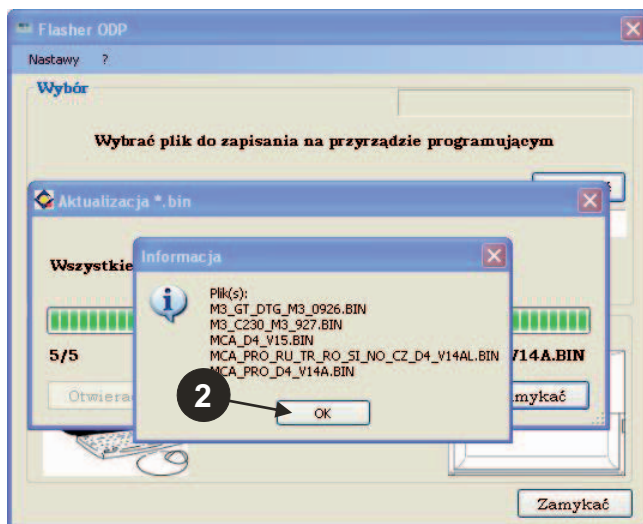 Flasher ODP
Nastawy ?
Wybór
Wybrać plik do zapisania na przyrządzie programującym
Aktualizacja *.bin
Wszystkie
Informacja
Plik(s):
M3_GT_DTG_M3_0926.BIN
M3_C230_M3_927.BIN
MCA_D4_V15.BIN
MCA_PRO_RU_TR_RO_SI_NO_CZ_D4_V14AL.BIN
MCA_PRO_D4_V14A.BIN
5/5
V14A.BIN
Otwiera
2
OK
mykać
Zamykać